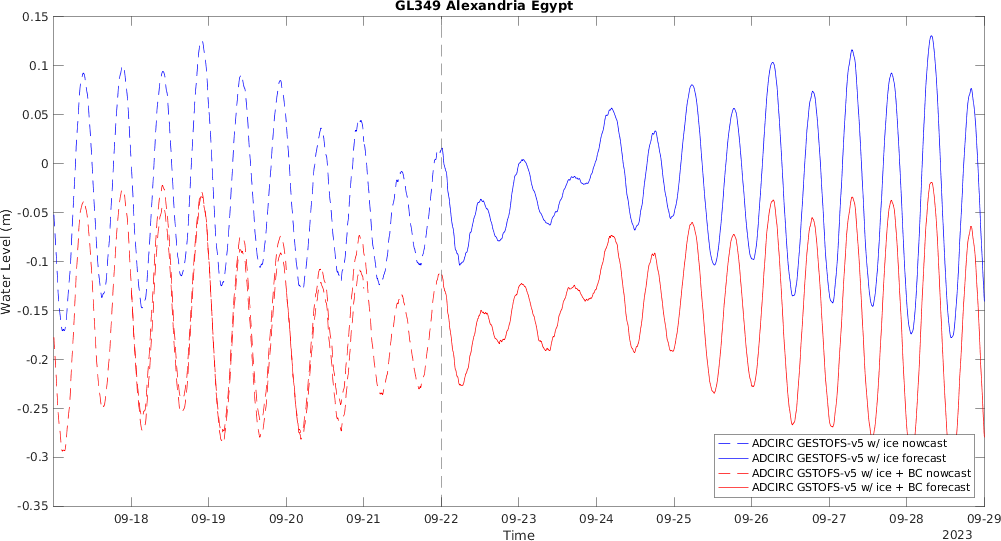 GL349 Alexandria Egypt
0.15
0.1
0.05
0
-0.05
-0.1
-0.15
-0.2
-0.25
-0.3
-0.35
Water Level (m)
ADCIRC GESTOFS-v5 w/ ice nowcast
ADCIRC GESTOFS-v5 w/ ice forecast
ADCIRC GSTOFS-v5 w/ ice + BC nowcast
ADCIRC GSTOFS-v5 w/ ice + BC forecast
09-18 09-19 09-20 09-21 09-22 09-23 09-24 09-25 09-26 09-27 09-28 09-29
Time
2023